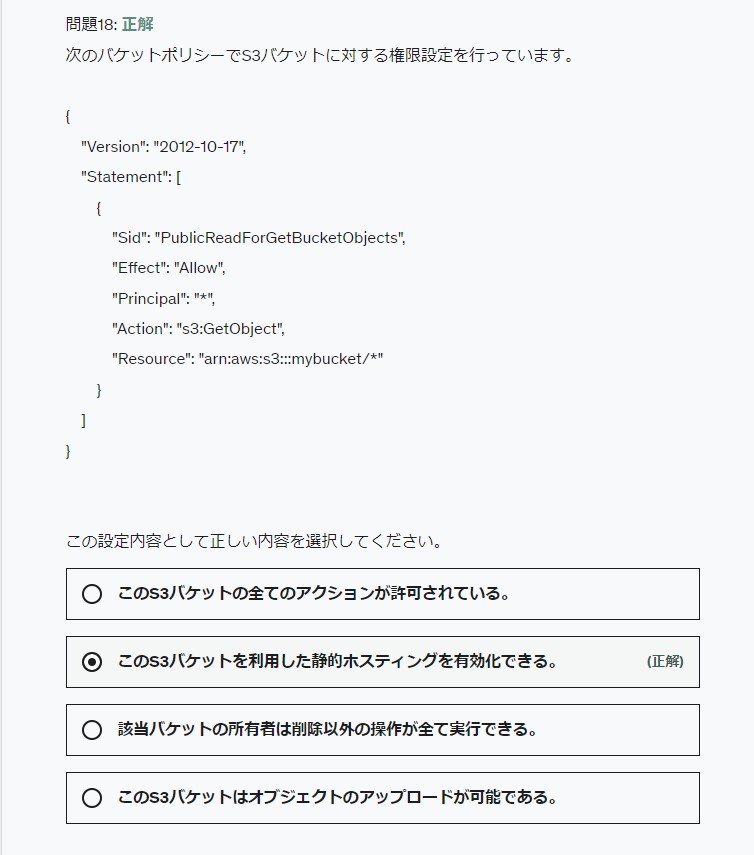 問題18: 正解
次のバケットポリシーでS3バケットに対する権限設定を行っています。
{
"Version": "2012-10-17",
"Statement": [
{
"Sid": "PublicReadForGetBucketObjects",
"Effect": "Allow",
"Principal": "*",
"Action": "s3:GetObject",
"Resource": "arn:aws:s3:::mybucket/*"
}
]
}
この設定内容として正しい内容を選択してください。
このS3バケットの全てのアクションが許可されている。
このS3バケットを利用した静的ホスティングを有効化できる。 (正解)
該当バケットの所有者は削除以外の操作が全て実行できる。
このS3バケットはオブジェクトのアップロードが可能である。